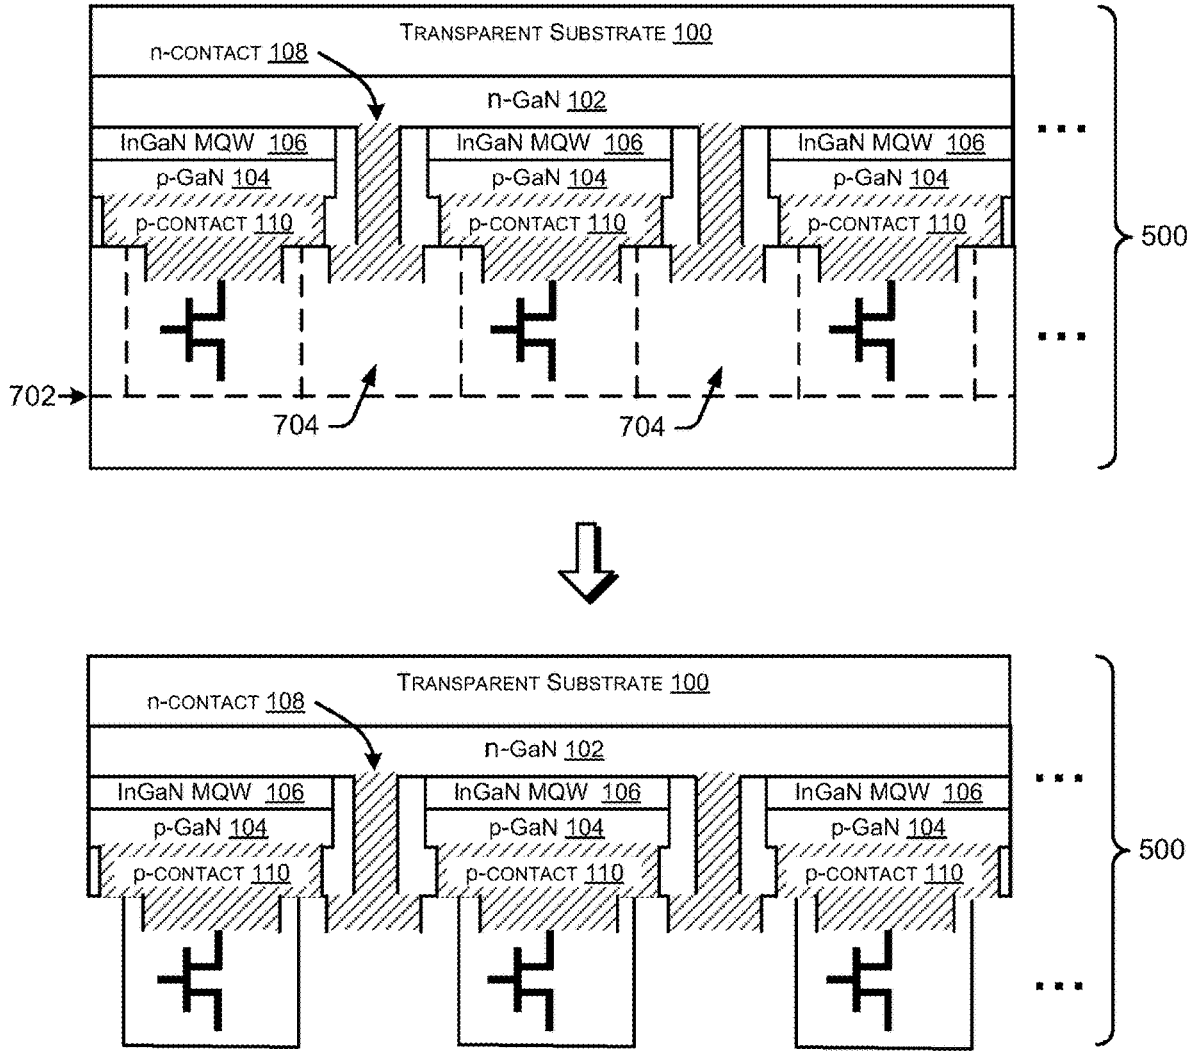 TRANSPARENT SUBSTRATE 100
n-CONTACT 108
n-GaN 102
InGaN MQW 106 InGaN MQW 106 InGaN MQW 106
p-GaN 104 p-GaN 104 p-GaN 104
p-CONTACT 110 p-CONTACT 110 p-CONTACT 110
500
702
704 704
TRANSPARENT SUBSTRATE 100
n-CONTACT 108
n-GaN 102
InGaN MQW 106 InGaN MQW 106 InGaN MQW 106
p-GaN 104 p-GaN 104 p-GaN 104
500
p-CONTACT 110 p-CONTACT 110 p-CONTACT 110